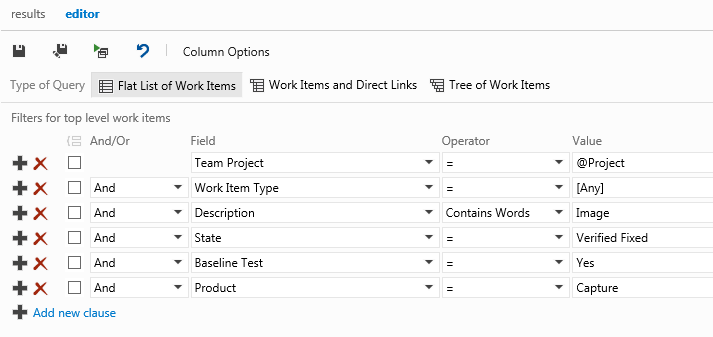 results editor
Column Options
Type of Query Flat List of Work Items Work Items and Direct Links Tree of Work Items
Filters for top level work items
And/Or Field Operator Value
Team Project = @Project
And Work Item Type = [Any]
And Description Contains Words Image
And State = Verified Fixed
And Baseline Test = Yes
And Product = Capture
Add new clause